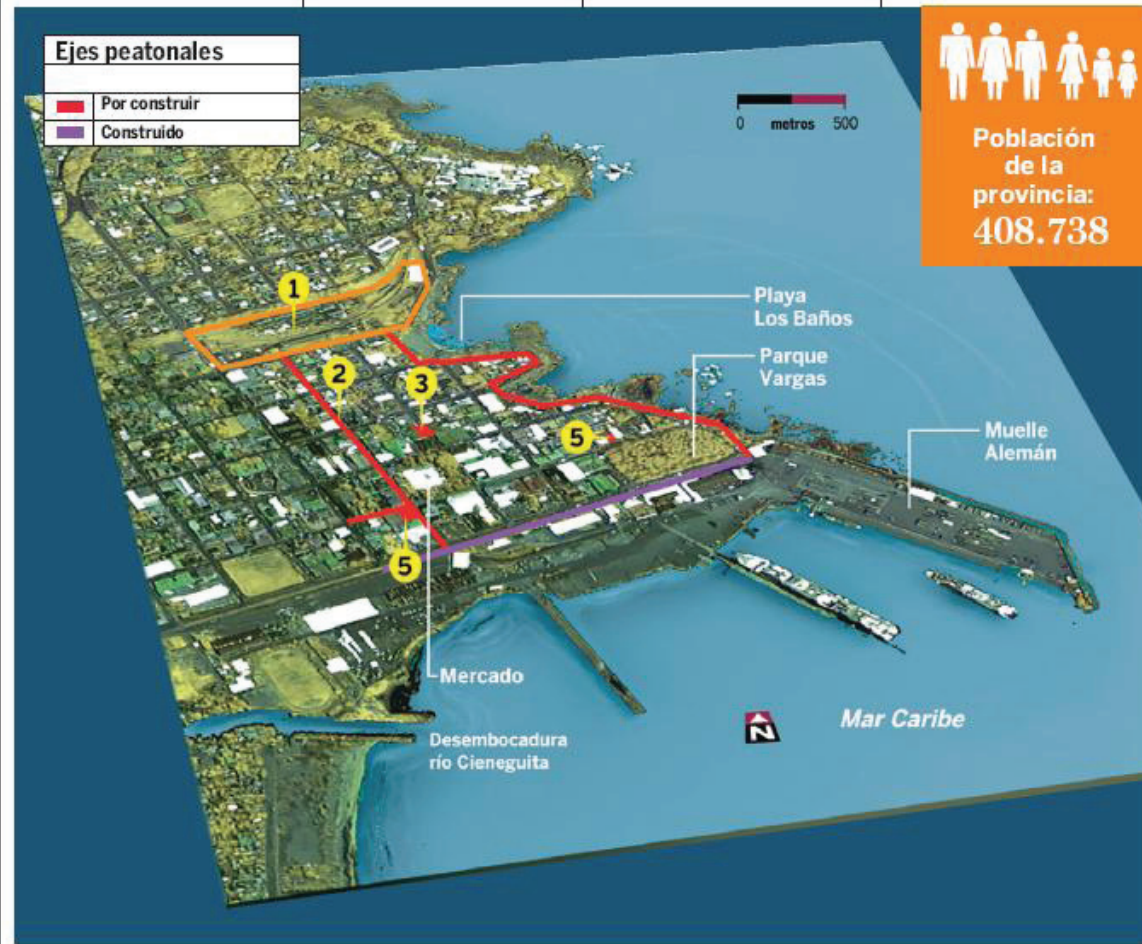 Ejes peatonales
Por construir
Construido
0 metros 500
Población
de la
provincia:
408.738
1
2
3
5
5
Playa
Los Baños
Parque
Vargas
Muelle
Alemán
Mercado
Desembocadura
río Cieneguita
N
Mar Caribe